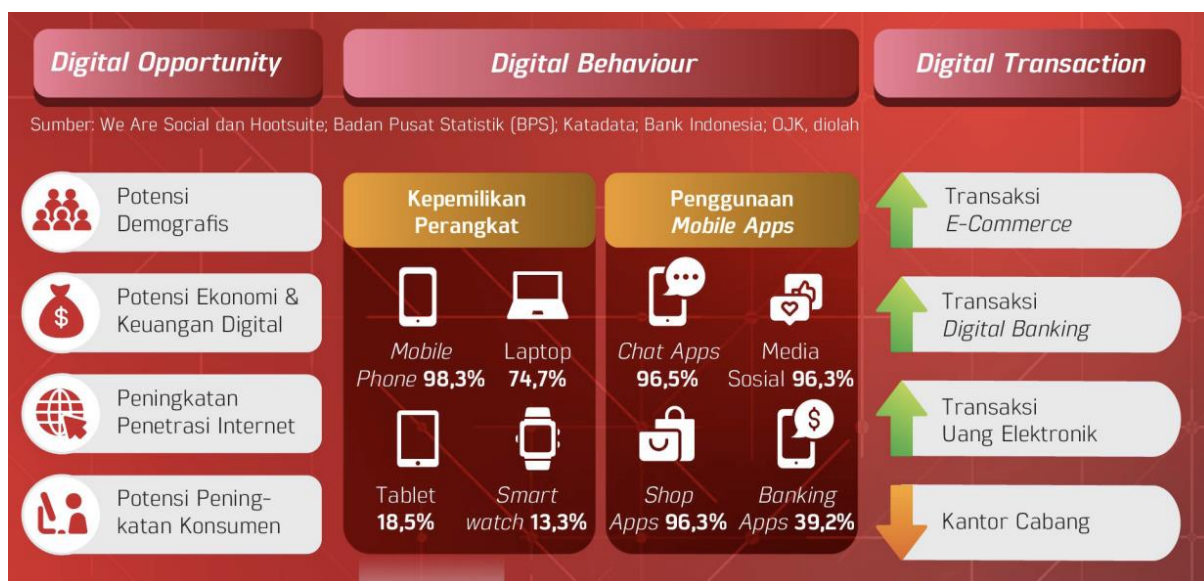 Digital Opportunity
Digital Behaviour
Digital Transaction
Sumber: We Are Social dan Hootsuite; Badan Pusat Statistik (BPS); Katadata; Bank Indonesia; OJK, diolah
Potensi
Demografis
Potensi Ekonomi &
Keuangan Digital
Peningkatan
Penetrasi Internet
Potensi Pening-
katan Konsumen
Kepemilikan
Perangkat
Mobile
Phone 98,3%
Laptop
74,7%
Tablet
18,5%
Smart
watch 13,3%
Penggunaan
Mobile Apps
Chat Apps
96,5%
Media
Sosial 96,3%
Shop
Apps 96,3%
Banking
Apps 39,2%
Transaksi
E-Commerce
Transaksi
Digital Banking
Transaksi
Uang Elektronik
Kantor Cabang